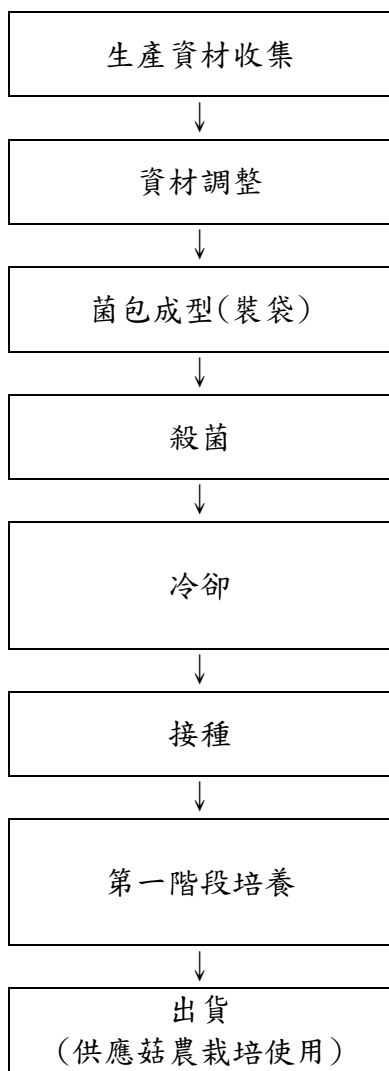 生產資材收集
↓
資材調整
↓
菌包成型(裝袋)
↓
殺菌
↓
冷卻
↓
接種
↓
第一階段培養
↓
出貨
(供應菇農栽培使用)